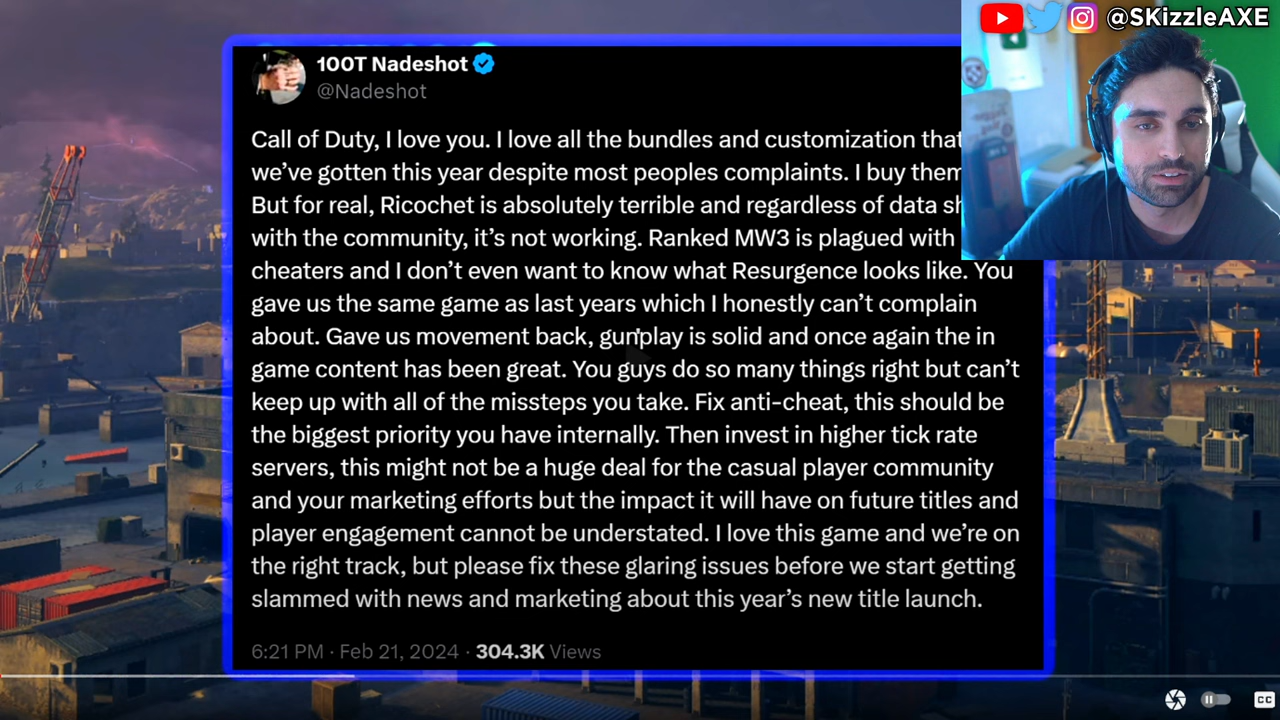 @SKizzleAXE
100T Nadeshot
@Nadeshot
Call of Duty, I love you. I love all the bundles and customization that
we've gotten this year despite most peoples complaints. I buy them
But for real, Ricochet is absolutely terrible and regardless of data sh
with the community, it's not working. Ranked MW3 is plagued with
cheaters and I don't even want to know what Resurgence looks like. You
gave us the same game as last years which I honestly can't complain
about. Gave us movement back, gunplay is solid and once again the in
game content has been great. You guys do so many things right but can't
keep up with all of the missteps you take. Fix anti-cheat, this should be
the biggest priority you have internally. Then invest in higher tick rate
servers, this might not be a huge deal for the casual player community
and your marketing efforts but the impact it will have on future titles and
player engagement cannot be understated. I love this game and we're on
the right track, but please fix these glaring issues before we start getting
slammed with news and marketing about this year's new title launch.
6:21 PM · Feb 21, 2024 · 304.3K Views
CC